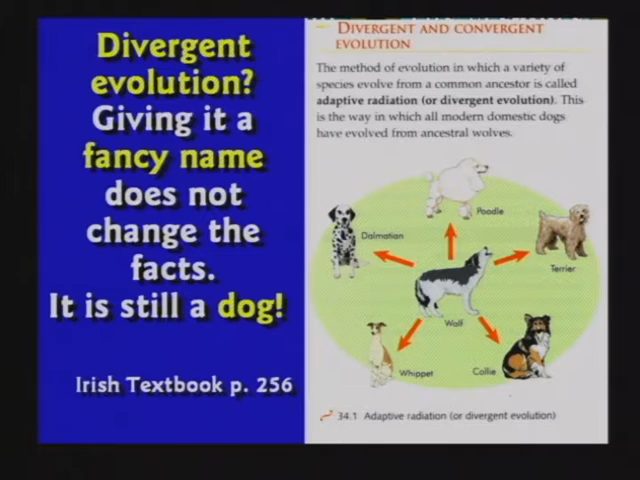 Divergent
evolution?
Giving it a
fancy name
does not
change the
facts.
It is still a dog!
Irish Textbook p. 256
DIVERGENT AND CONVERGENT
EVOLUTION
The method of evolution in which a variety of
species evolve from a common ancestor is called
adaptive radiation (or divergent evolution). This
is the way in which all modern domestic dogs
have evolved from ancestral wolves.
Poodle
Dalmation
Terrier
Wolf
Whippet
Collie
34.1 Adaptive radiation (or divergent evolution)